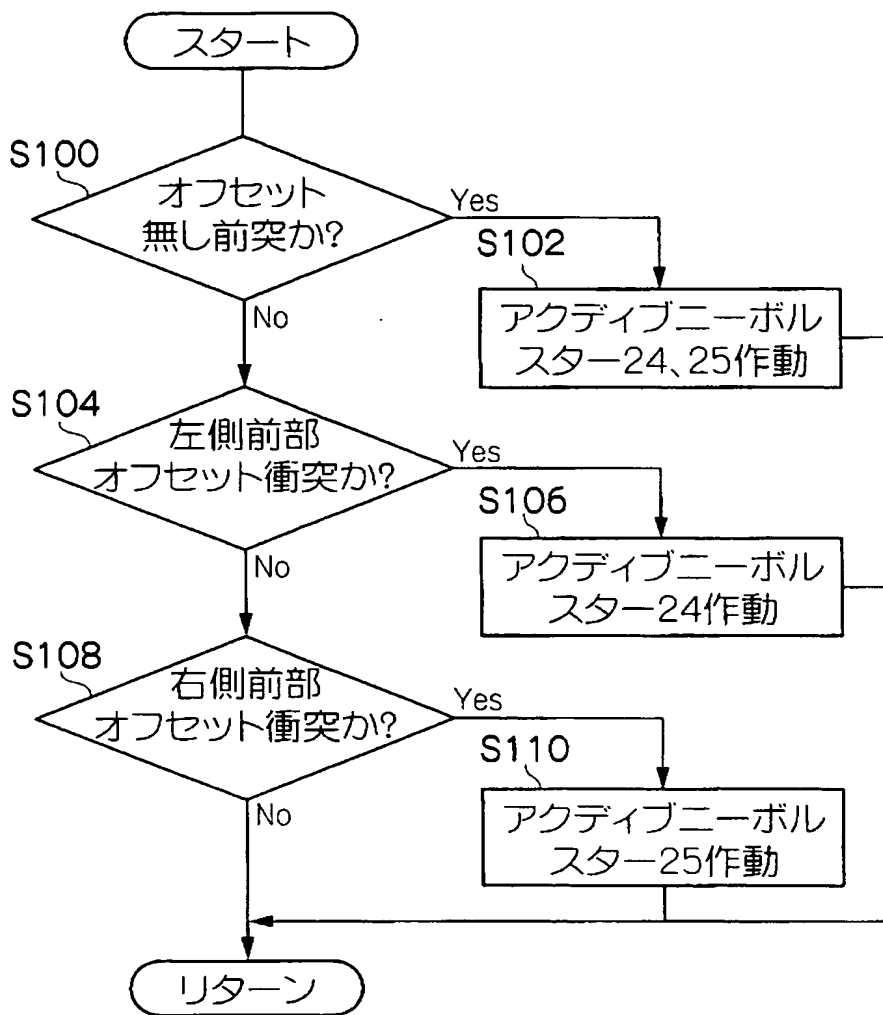 スタート
S100
オフセット
無し前突か?
Yes
S102
アクディブニーボル
スター24、25作動
No
S104
左側前部
オフセット衝突か?
Yes
S106
アクディブニーボル
スター24作動
No
S108
右側前部
オフセット衝突か?
Yes
S110
アクディブニーボル
スター25作動
No
リターン